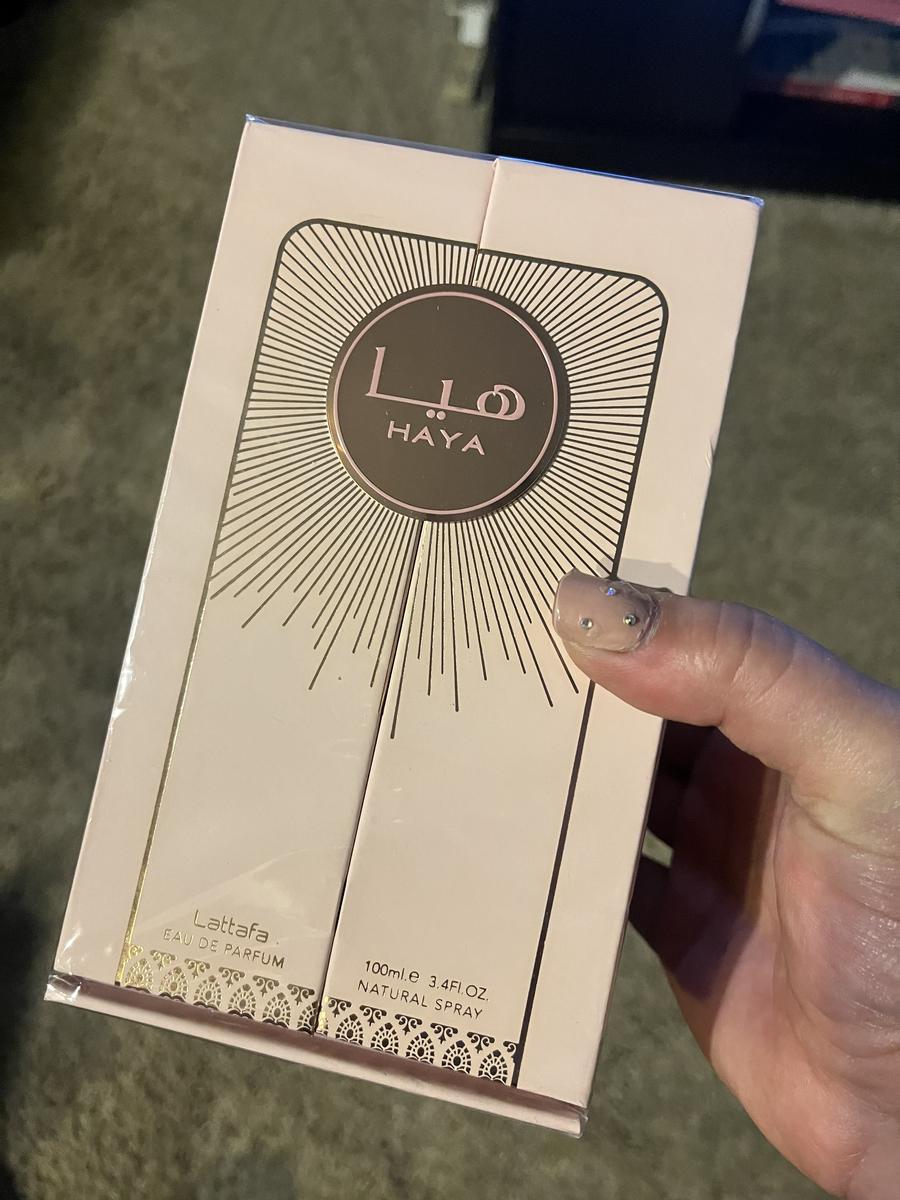 هيا
HAYA
Lattafa
EAU DE PARFUM
100ml.e 3.4Fl.OZ.
NATURAL SPRAY